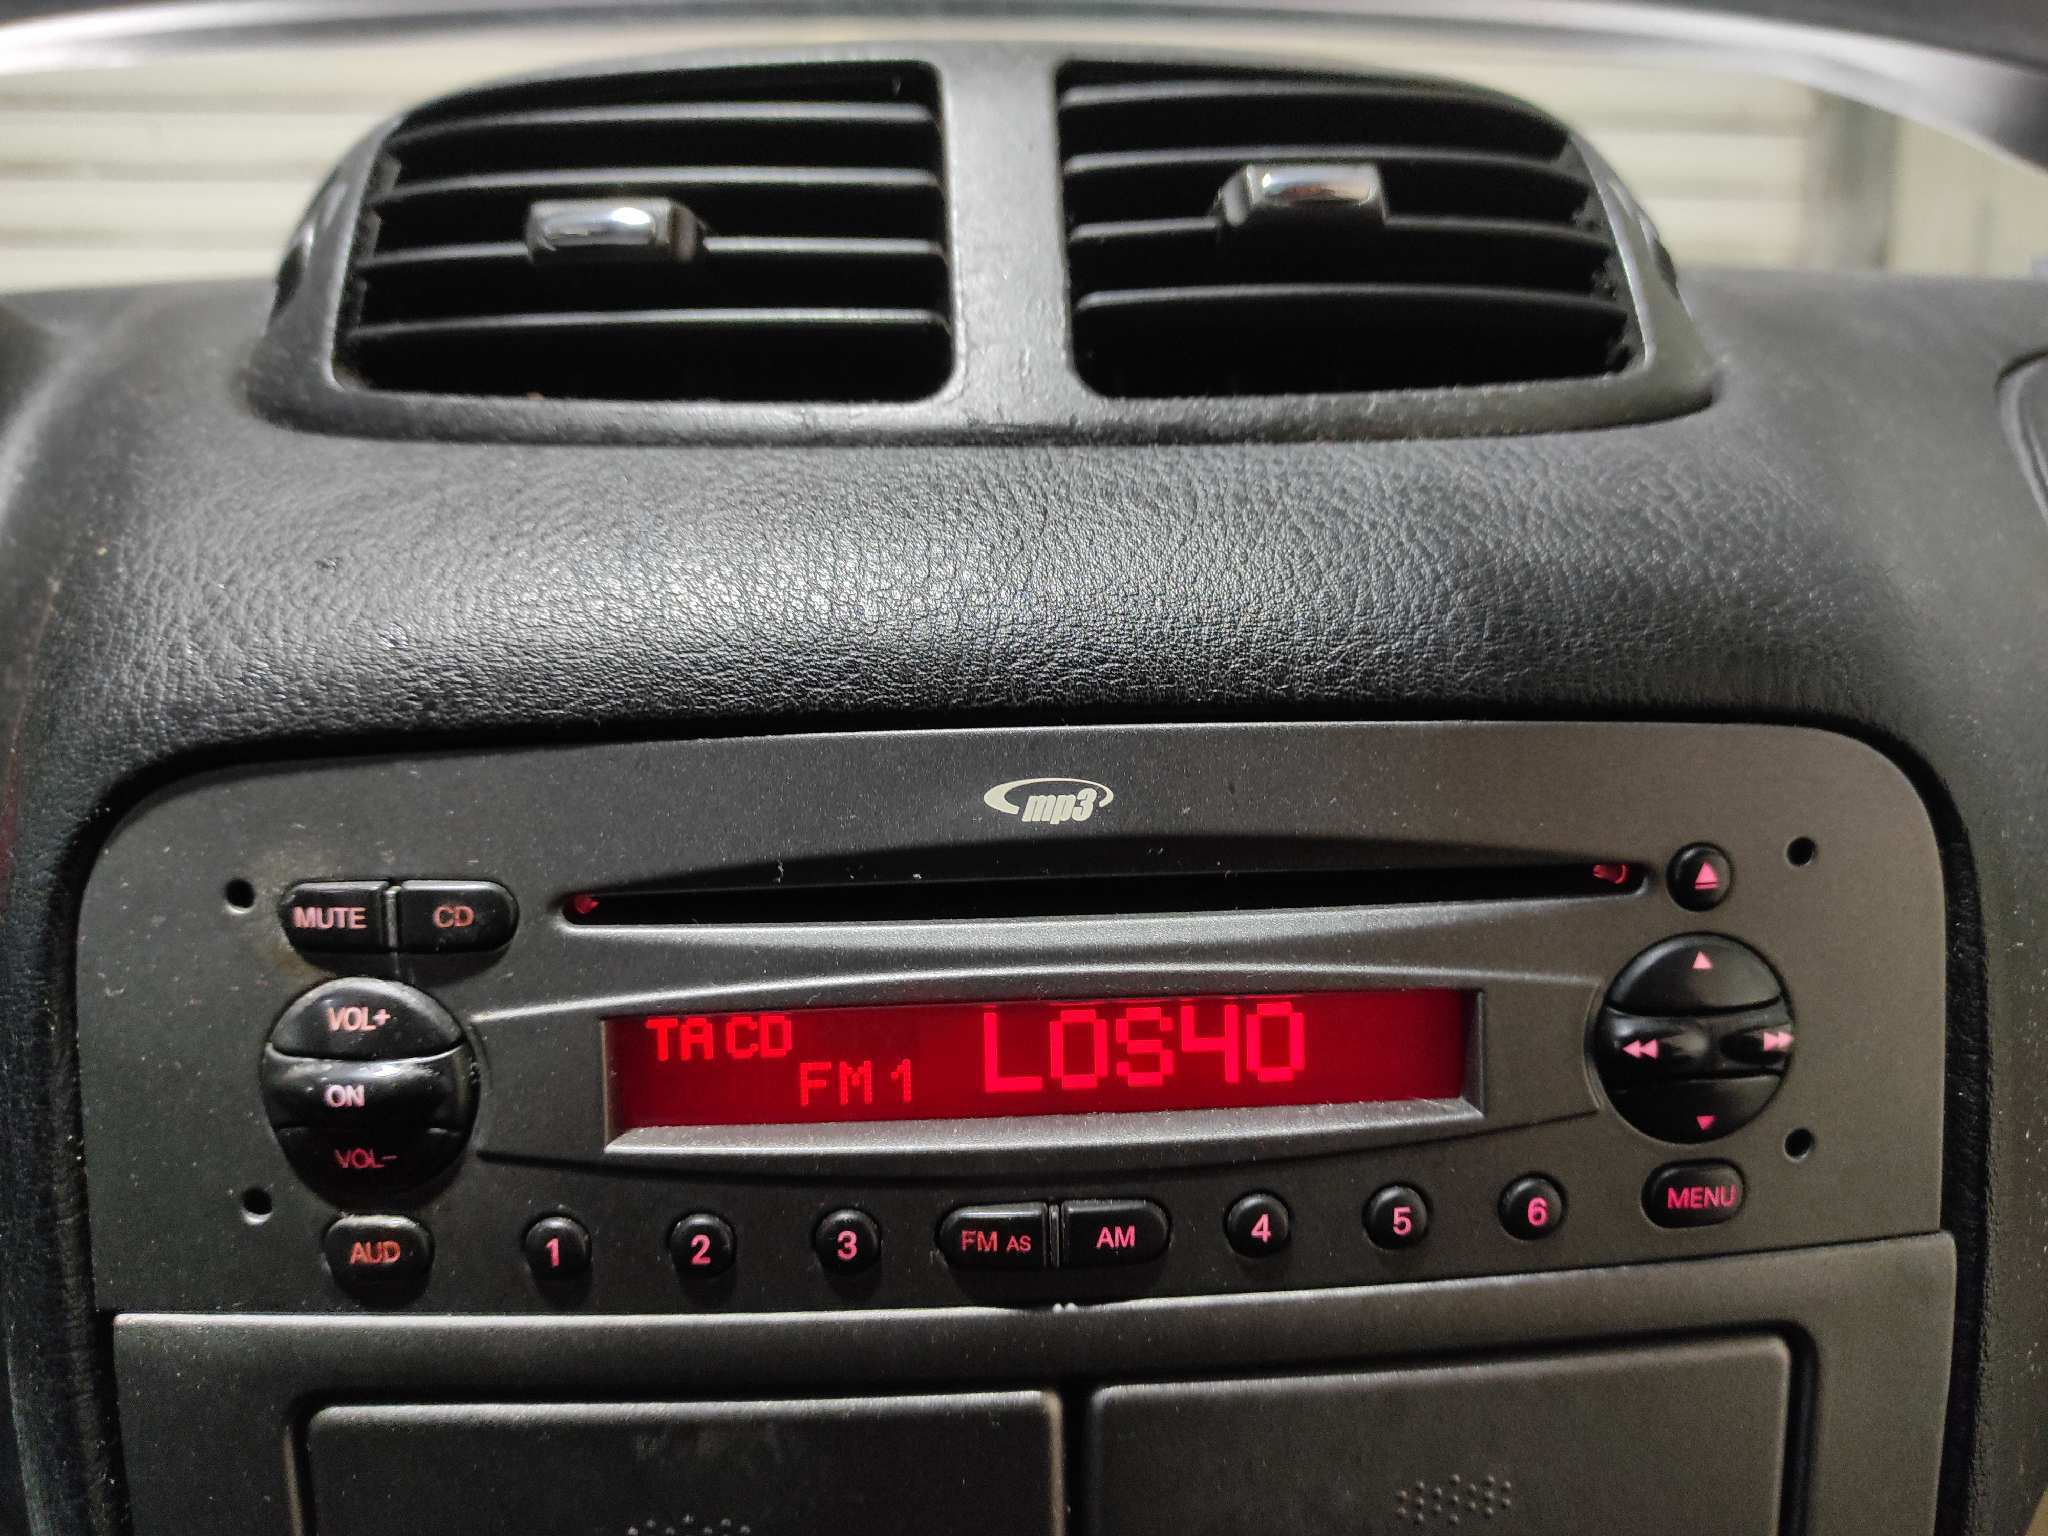 mp3
MUTE CD
TA CD LOS40
FM 1
VOL+
ON
VOL-
AUD 1 2 3 FM AS AM 4 5 6 MENU